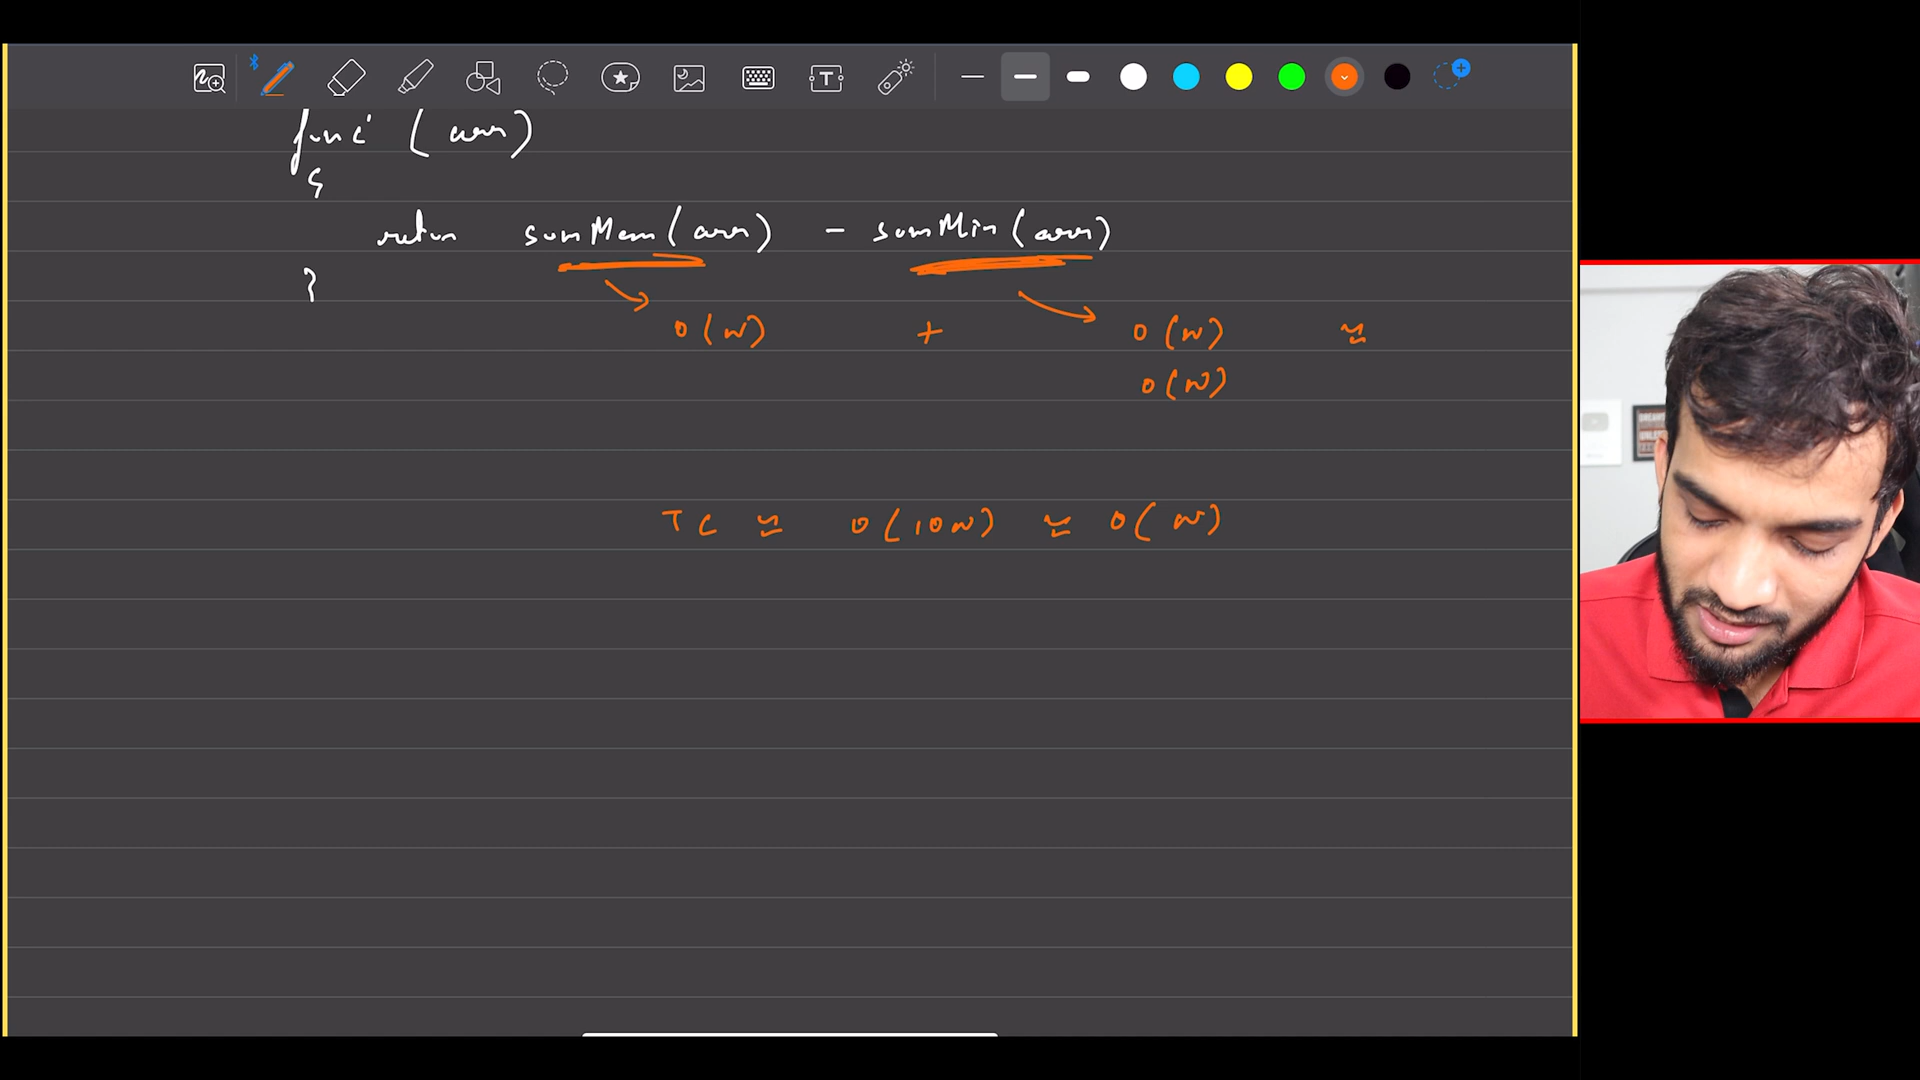 func (arr)
{
return sumMax(arr) - sumMin(arr)
}
O(N) + O(N) ≃
O(N)
TC ≃ O(10N) ≃ O(N)
T